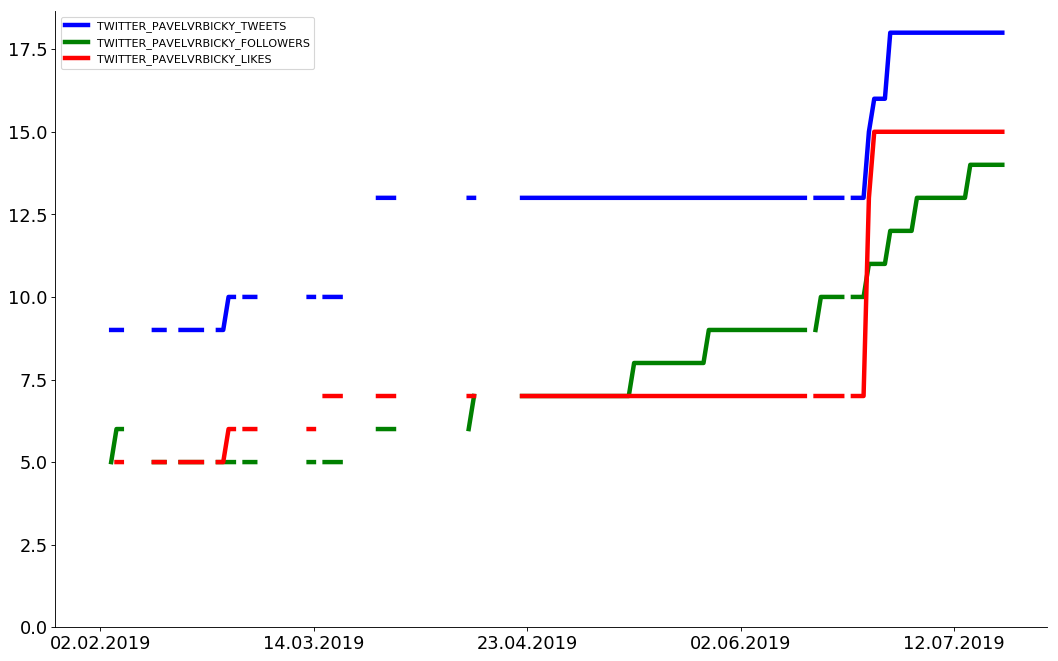 TWITTER_PAVELVRBICKY_TWEETS
TWITTER_PAVELVRBICKY_FOLLOWERS
TWITTER_PAVELVRBICKY_LIKES
17.5
15.0
12.5
10.0
7.5
5.0
2.5
0.0
02.02.2019 14.03.2019 23.04.2019 02.06.2019 12.07.2019